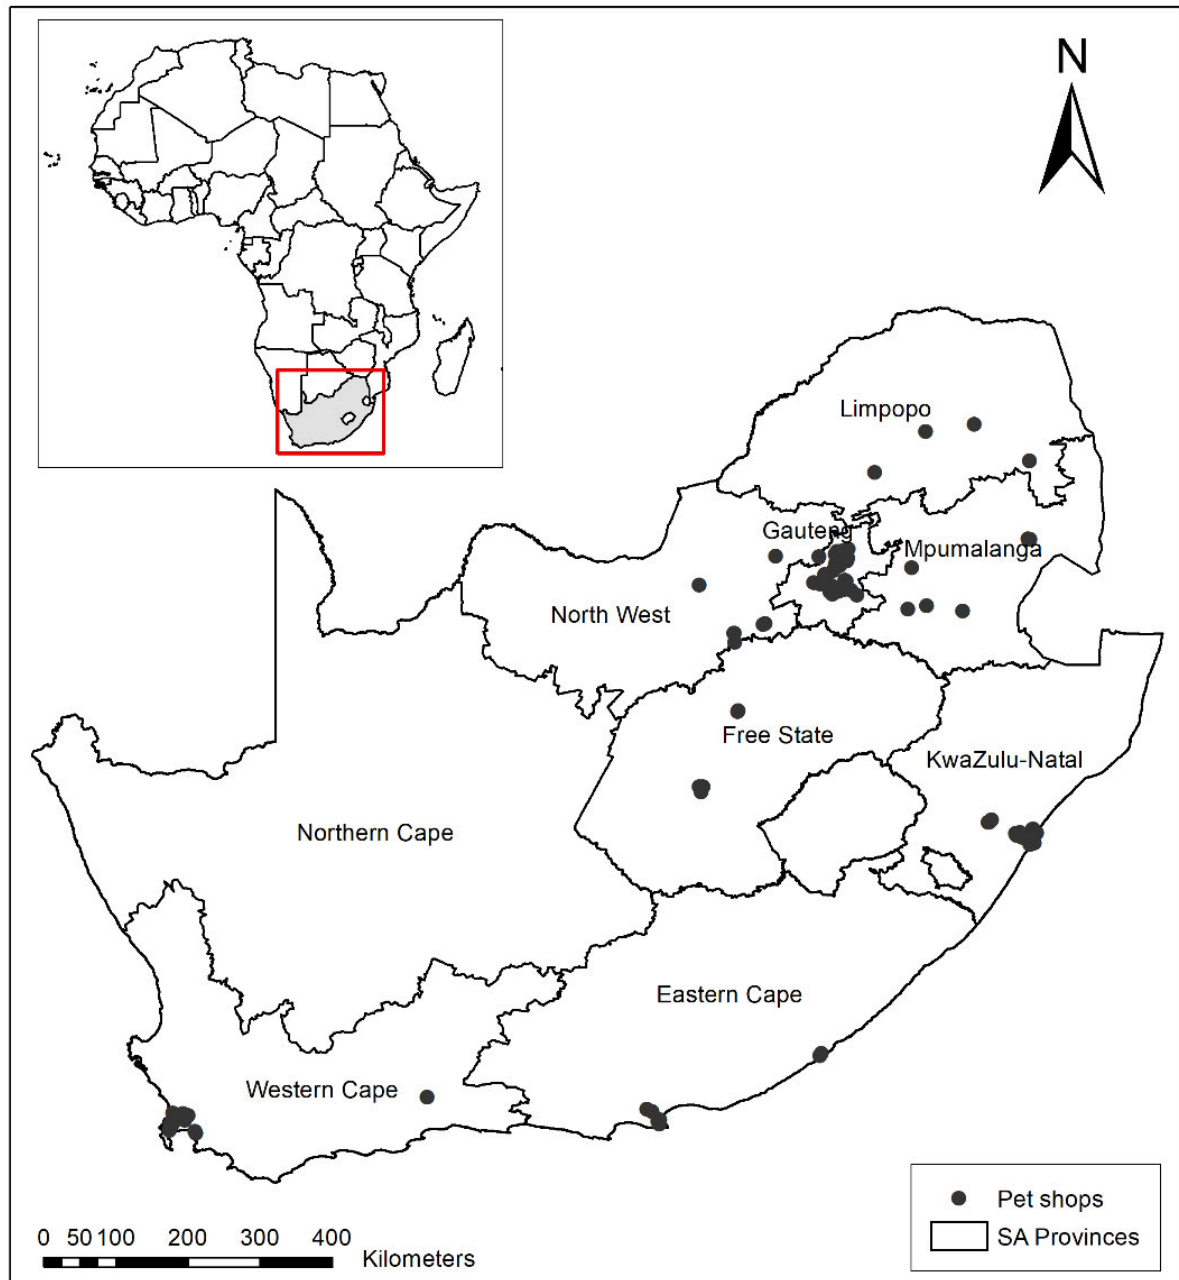 N
Limpopo
Gauteng
Mpumalanga
North West
Free State
KwaZulu-Natal
Northern Cape
Eastern Cape
Western Cape
Pet shops
SA Provinces
0 50 100 200 300 400
Kilometers